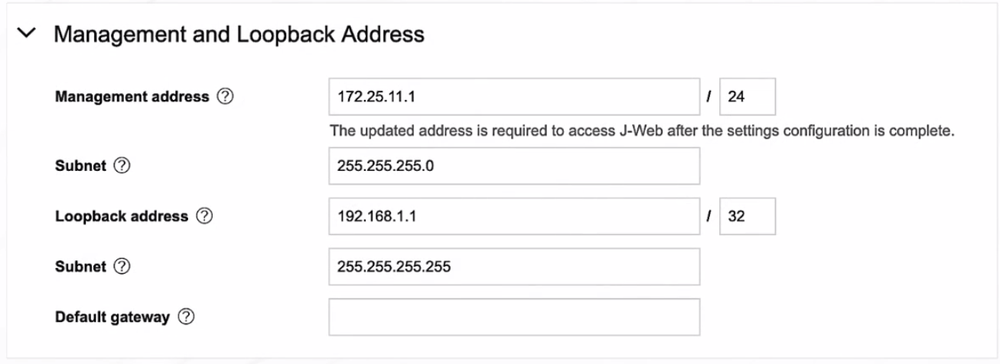 Management and Loopback Address
Management address ? 172.25.11.1 / 24
The updated address is required to access J-Web after the settings configuration is complete.
Subnet ? 255.255.255.0
Loopback address ? 192.168.1.1 / 32
Subnet ? 255.255.255.255
Default gateway ?